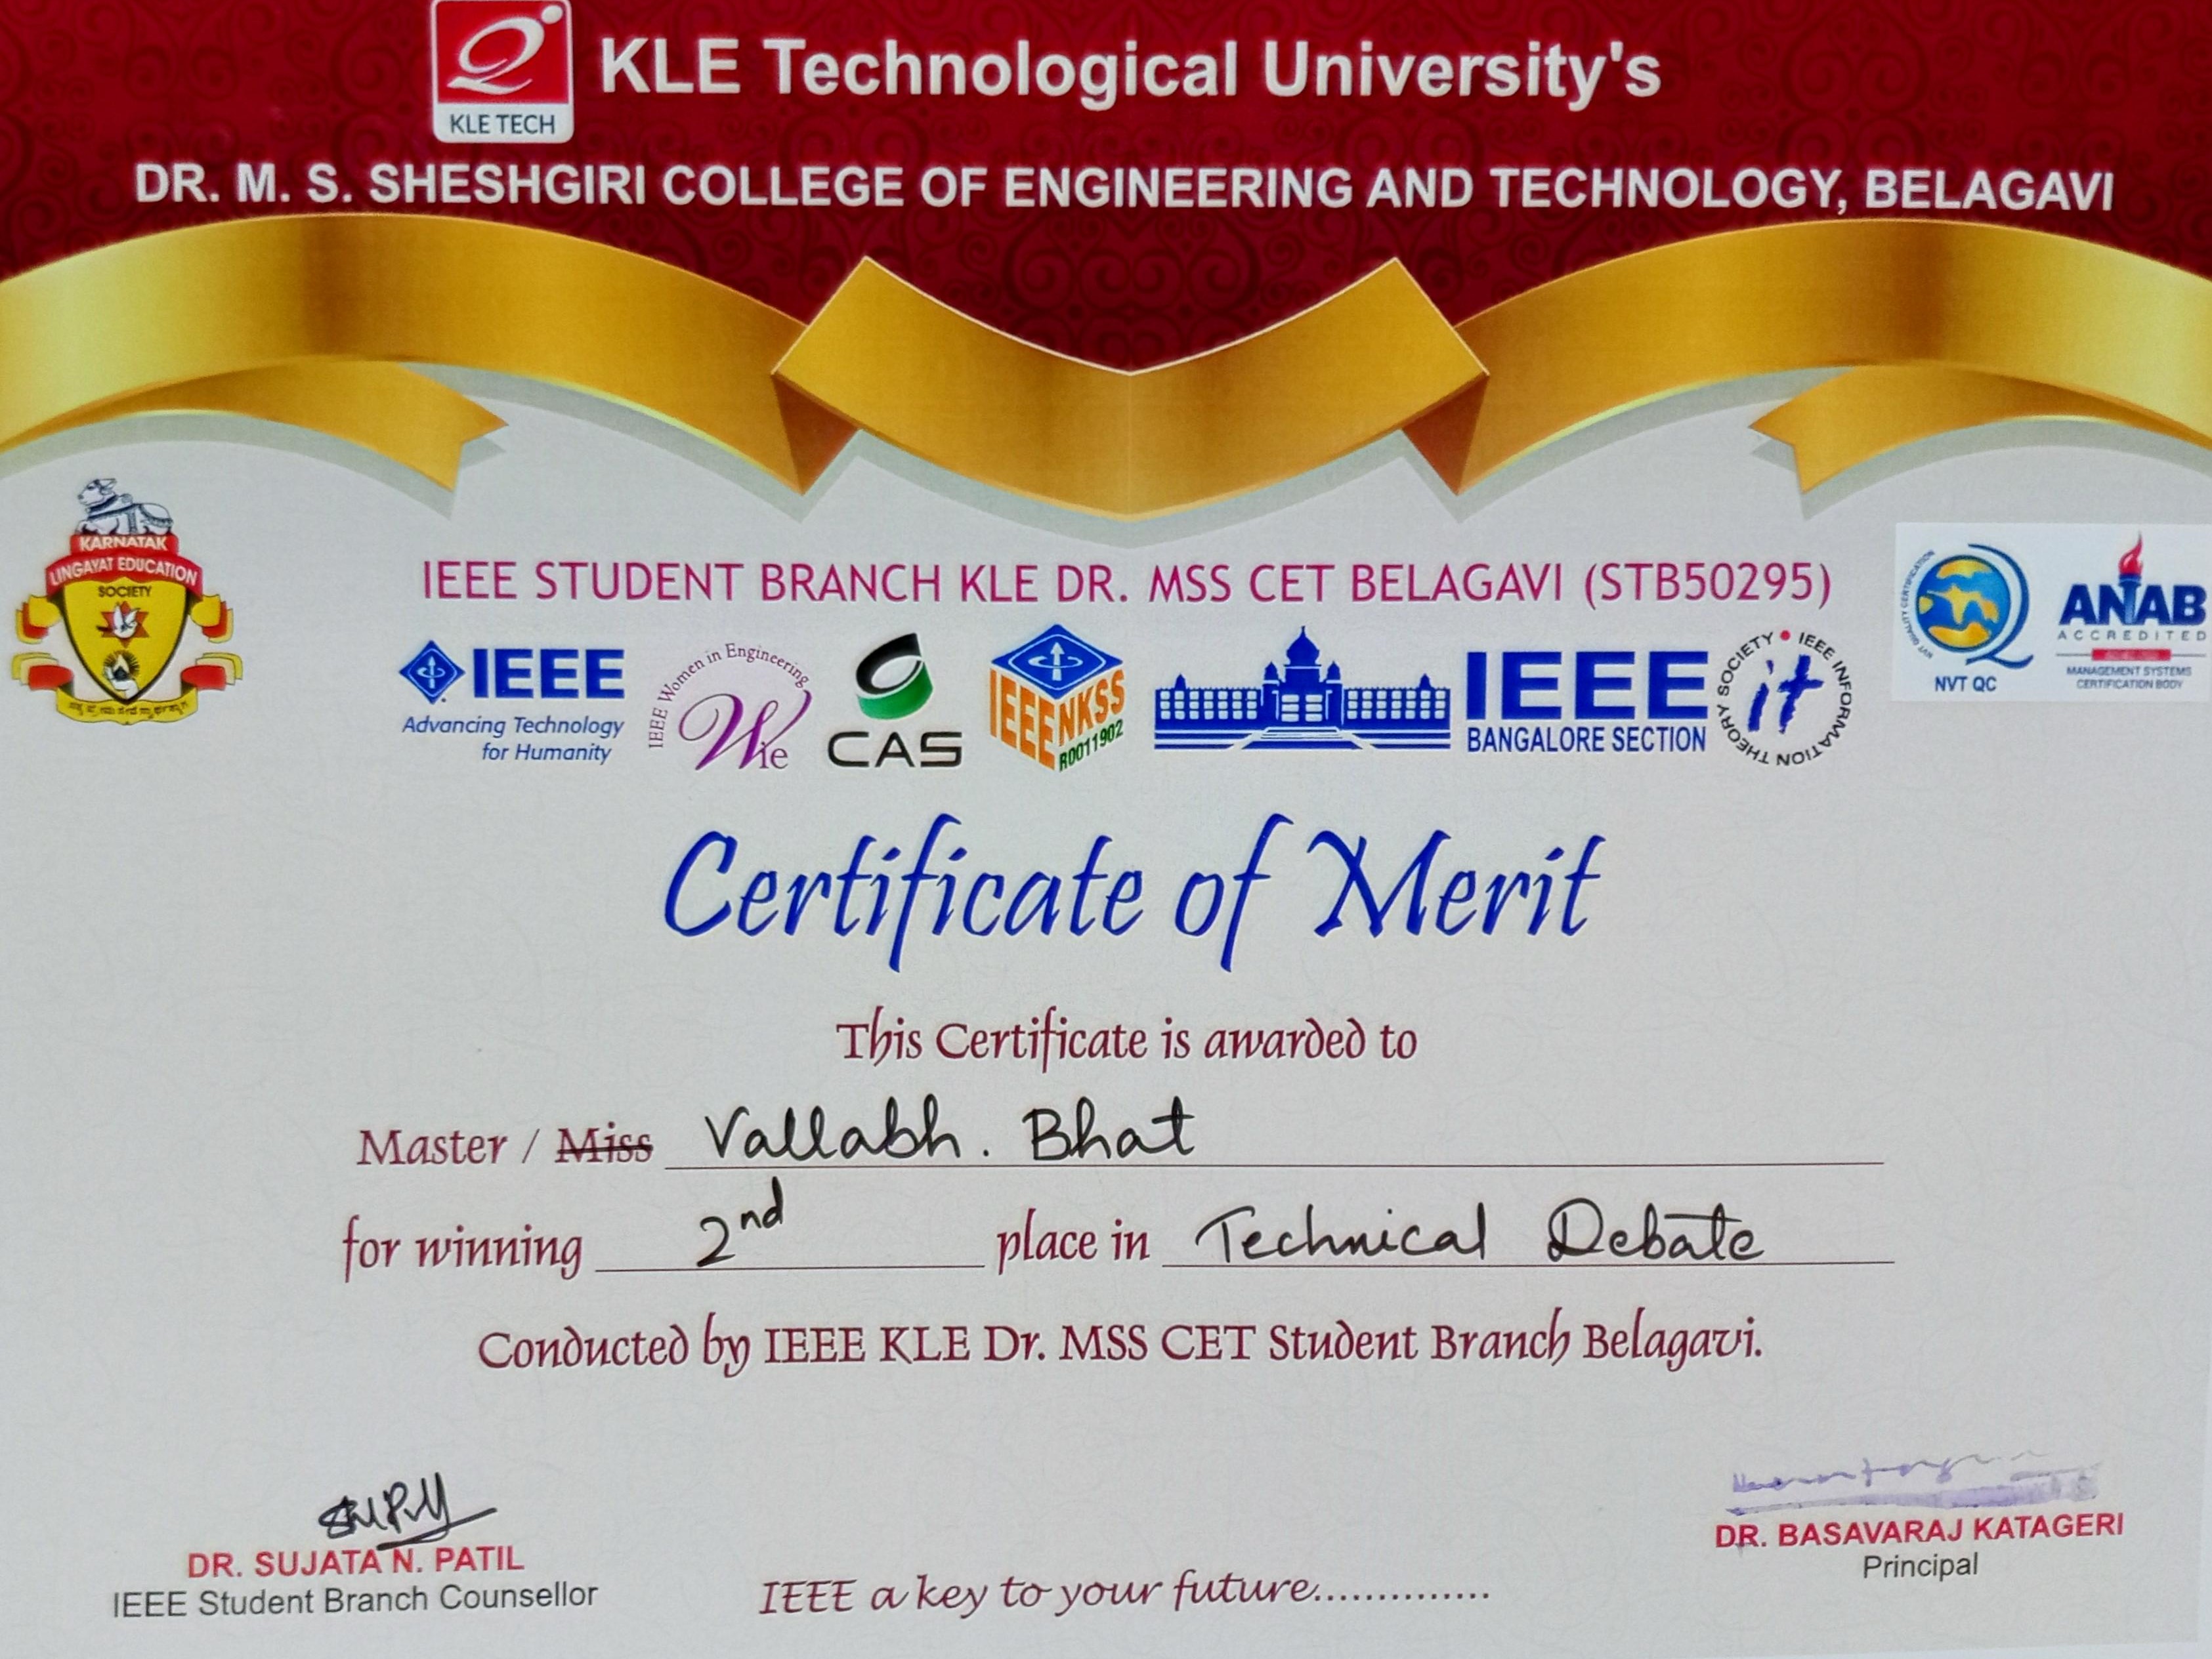 KLE TECH
KLE Technological University's
DR. M. S. SHESHGIRI COLLEGE OF ENGINEERING AND TECHNOLOGY, BELAGAVI
KARNATAK
LINGAYAT EDUCATION
SOCIETY
IEEE STUDENT BRANCH KLE DR. MSS CET BELAGAVI (STB50295)
IEEE
Advancing Technology
for Humanity
IEEE Women in Engineering
Wie
CAS
IEEE NKSS
R0011902
IEEE
BANGALORE SECTION
IEEE INFORMATION THEORY SOCIETY
it
NVT QUALITY CERTIFICATION
NVT QC
ANAB
ACCREDITED
MANAGEMENT SYSTEMS
CERTIFICATION BODY
Certificate of Merit
This Certificate is awarded to
Master / Miss Vallabh. Bhat
for winning 2nd place in Technical Debate
Conducted by IEEE KLE Dr. MSS CET Student Branch Belagavi.
DR. SUJATA N. PATIL
IEEE Student Branch Counsellor
IEEE a key to your future..............
DR. BASAVARAJ KATAGERI
Principal